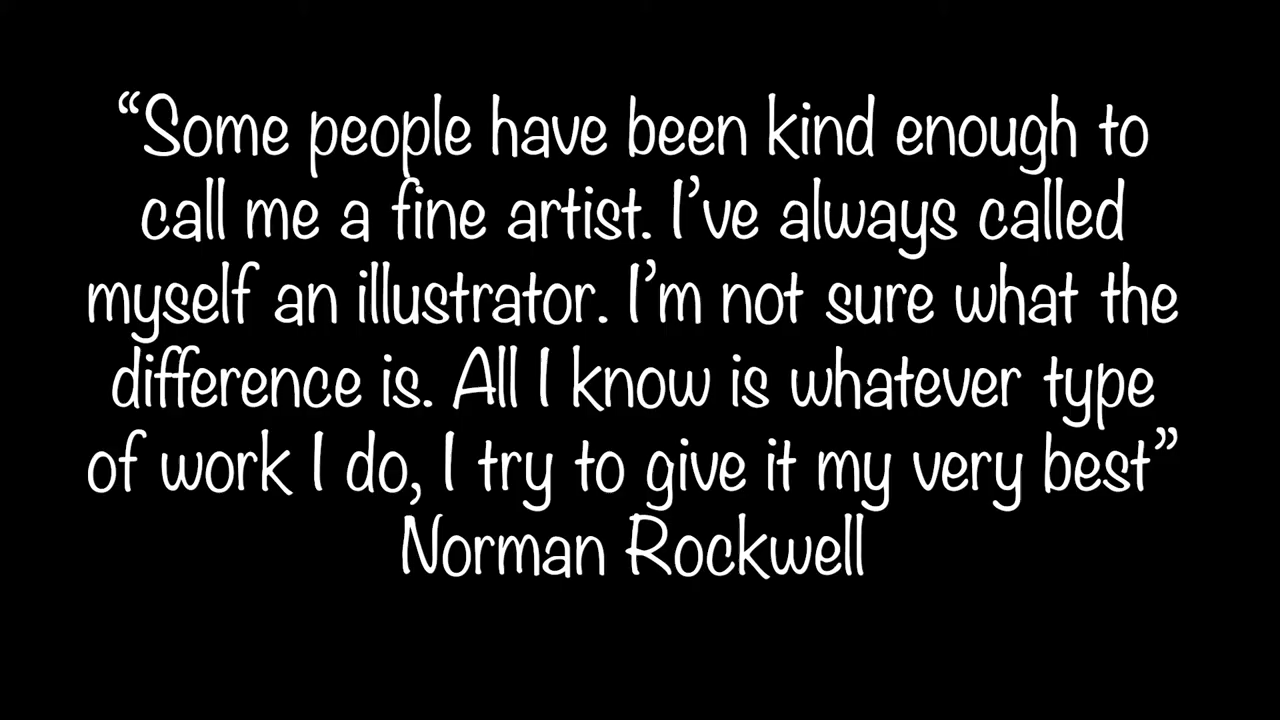 “Some people have been kind enough to
call me a fine artist. I’ve always called
myself an illustrator. I’m not sure what the
difference is. All I know is whatever type
of work I do, I try to give it my very best”
Norman Rockwell